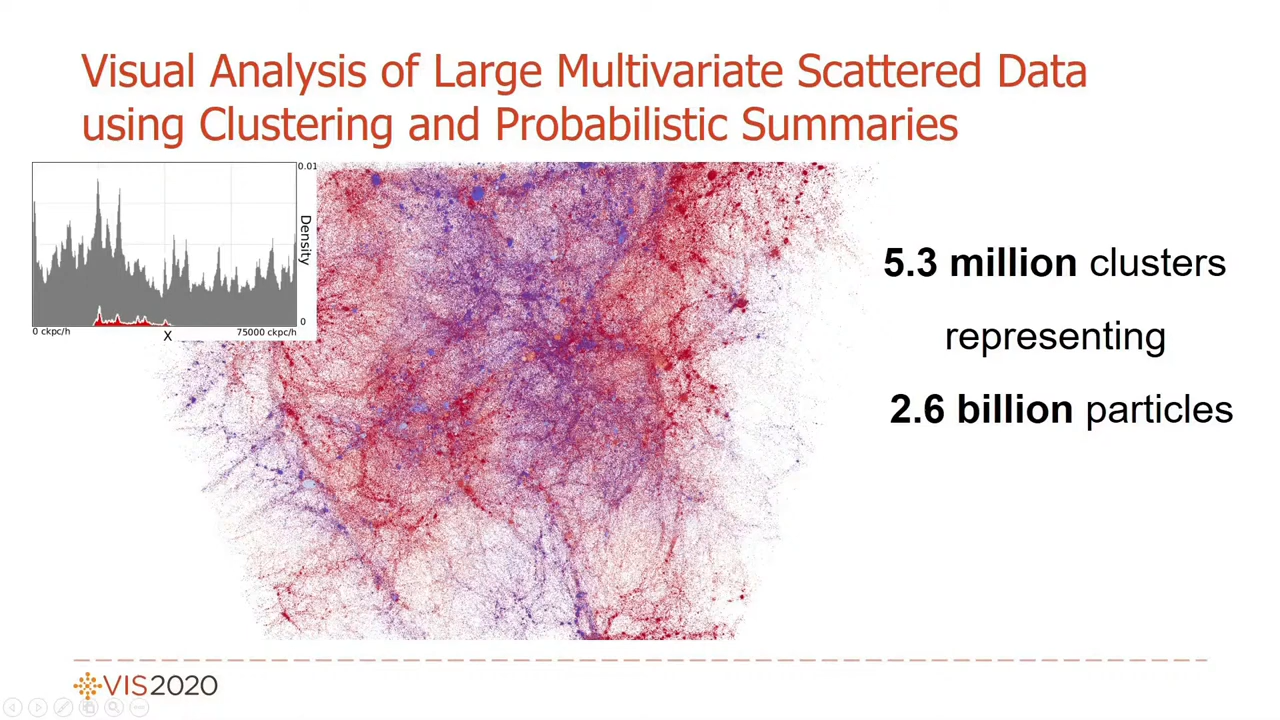 Visual Analysis of Large Multivariate Scattered Data
using Clustering and Probabilistic Summaries
0.01
Density
0
0 ckpc/h
75000 ckpc/h
X
5.3 million clusters
representing
2.6 billion particles
VIS2020